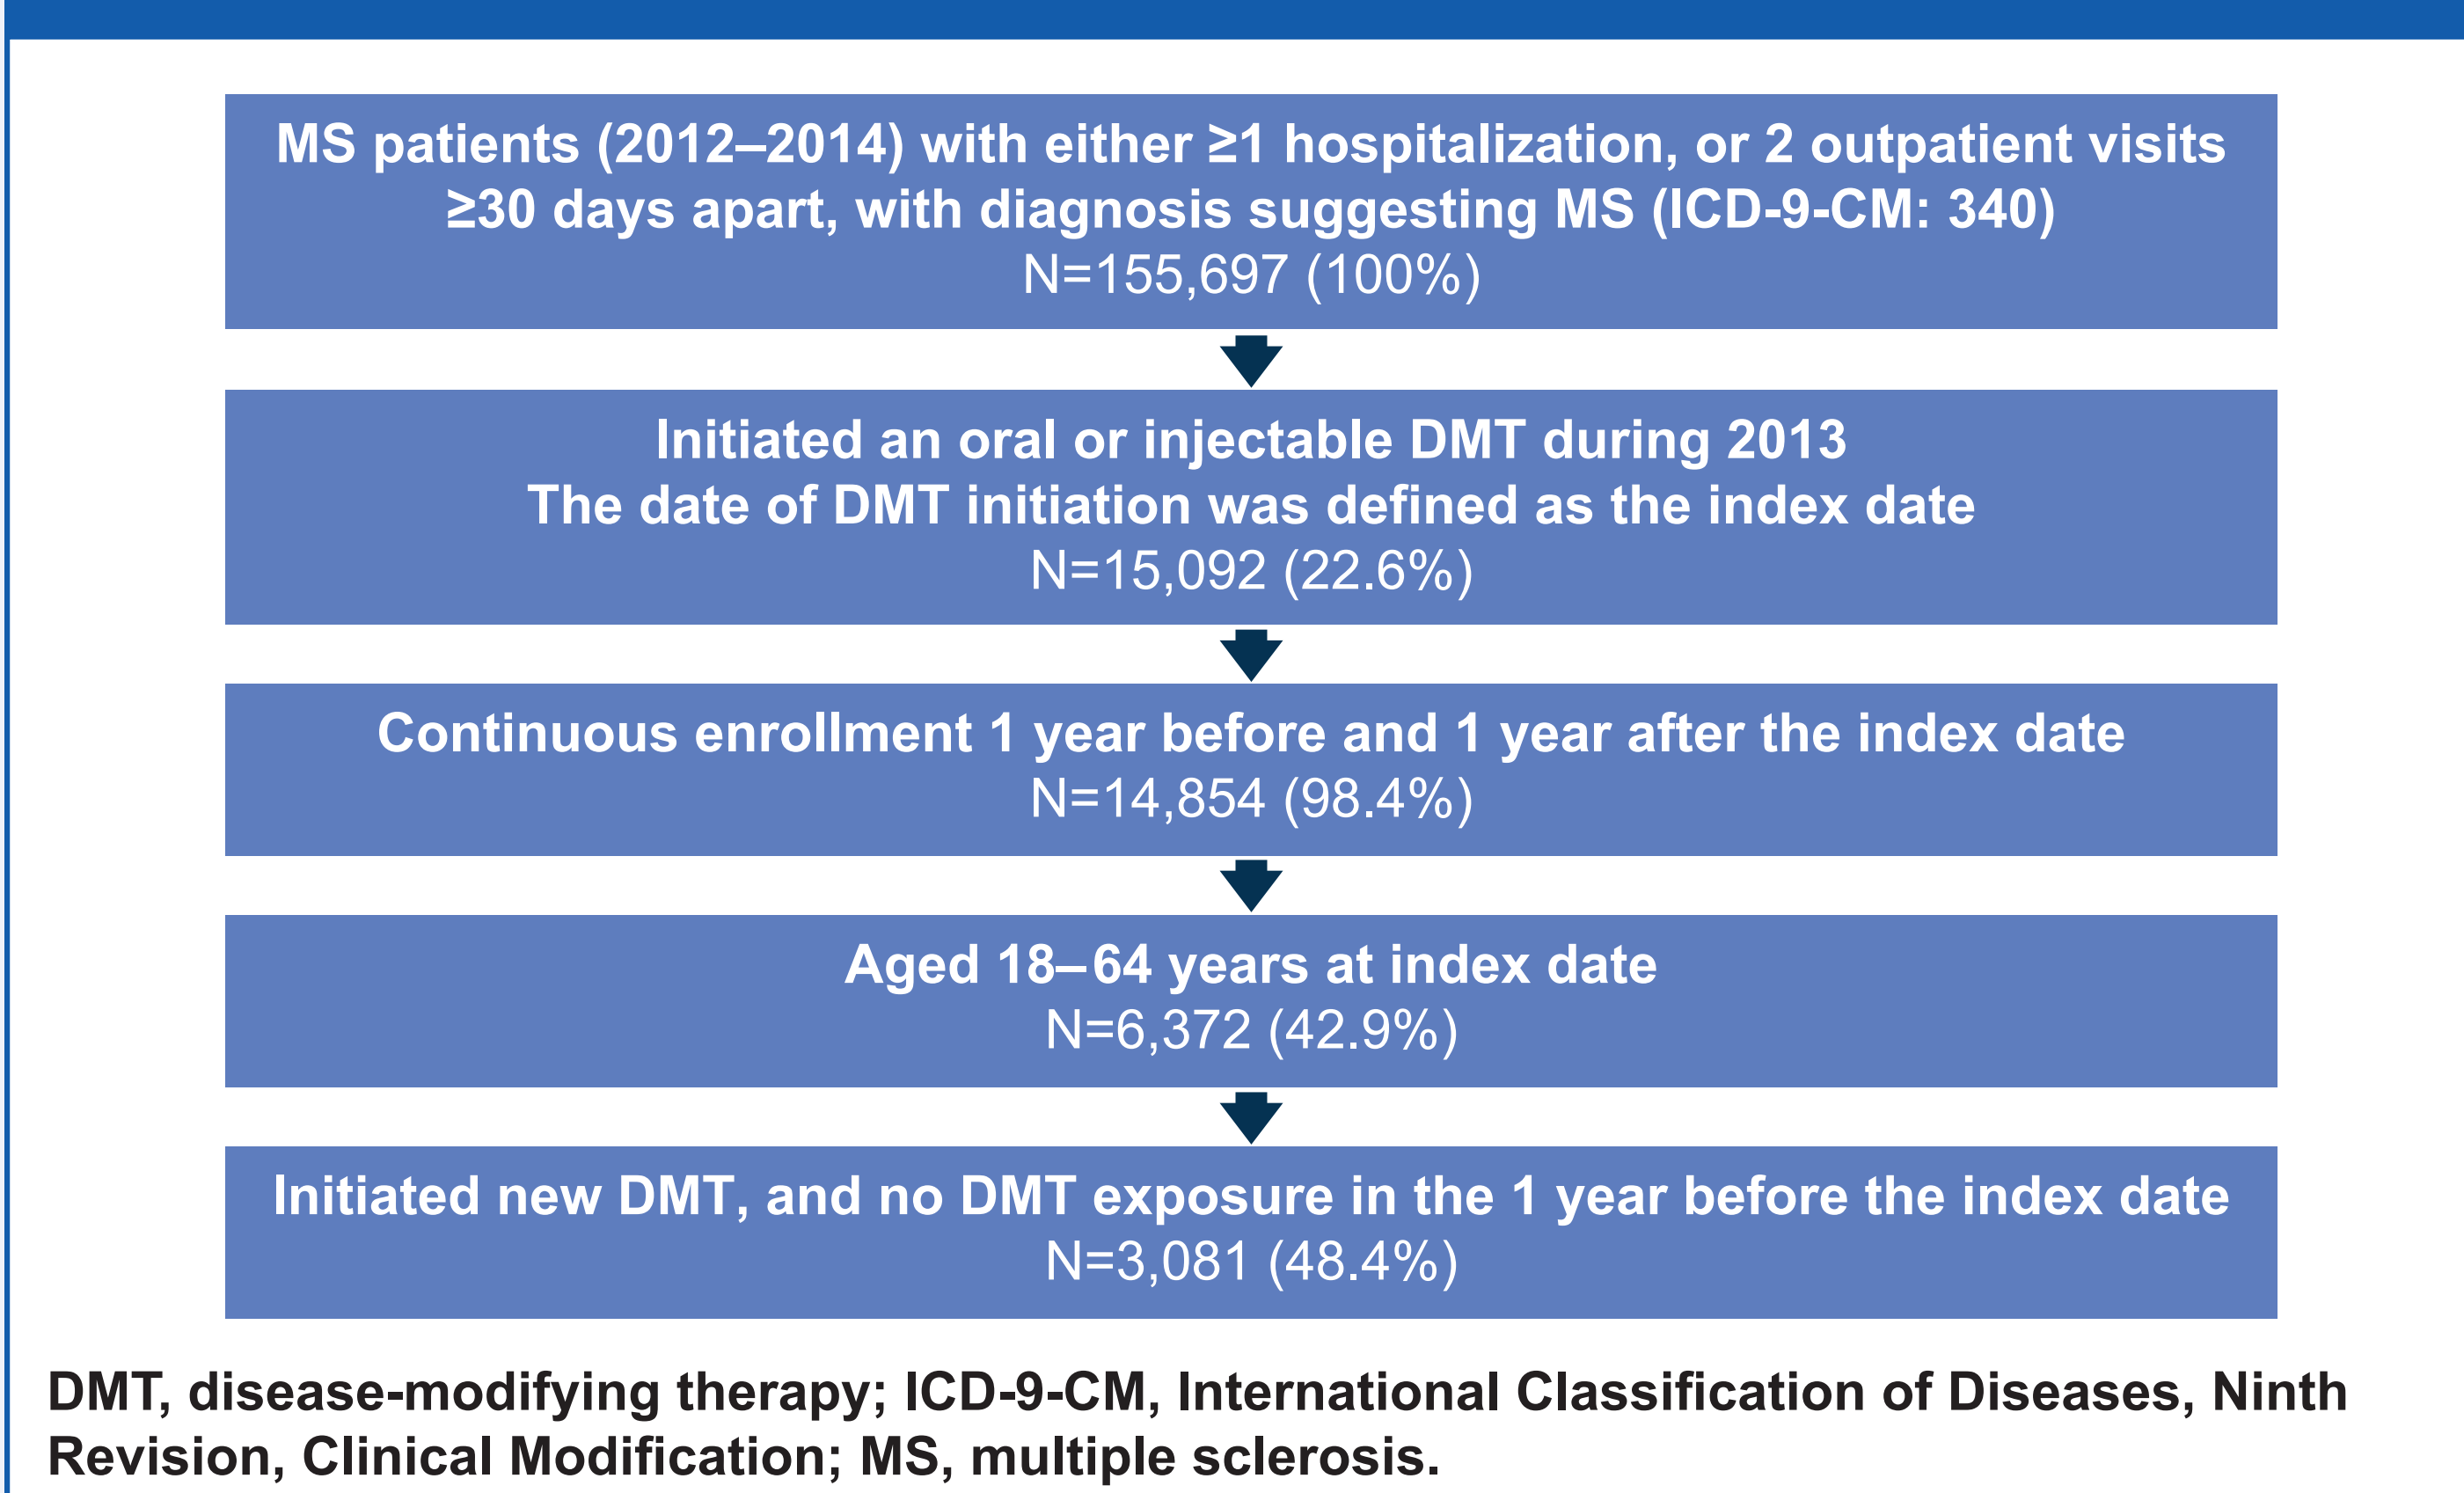 MS patients (2012–2014) with either ≥1 hospitalization, or 2 outpatient visits
≥30 days apart, with diagnosis suggesting MS (ICD-9-CM: 340)
N=155,697 (100%)
Initiated an oral or injectable DMT during 2013
The date of DMT initiation was defined as the index date
N=15,092 (22.6%)
Continuous enrollment 1 year before and 1 year after the index date
N=14,854 (98.4%)
Aged 18–64 years at index date
N=6,372 (42.9%)
Initiated new DMT, and no DMT exposure in the 1 year before the index date
N=3,081 (48.4%)
DMT, disease-modifying therapy; ICD-9-CM, International Classification of Diseases, Ninth
Revision, Clinical Modification; MS, multiple sclerosis.